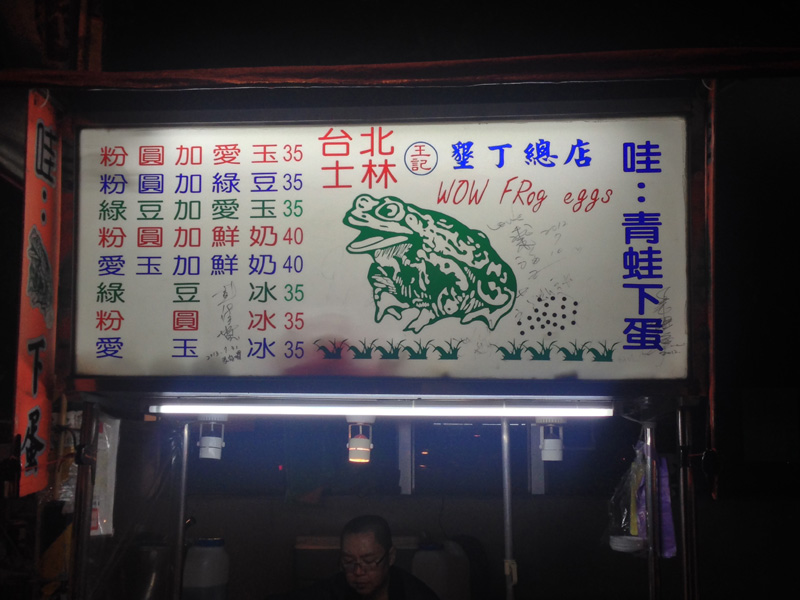 粉圓加愛玉35
粉圓加綠豆35
綠豆加愛玉35
粉圓加鮮奶40
愛玉加鮮奶40
綠豆冰35
粉圓冰35
愛玉冰35
台北
士林
王記
墾丁總店
WOW FRog eggs
哇：青蛙下蛋
哇：
下蛋